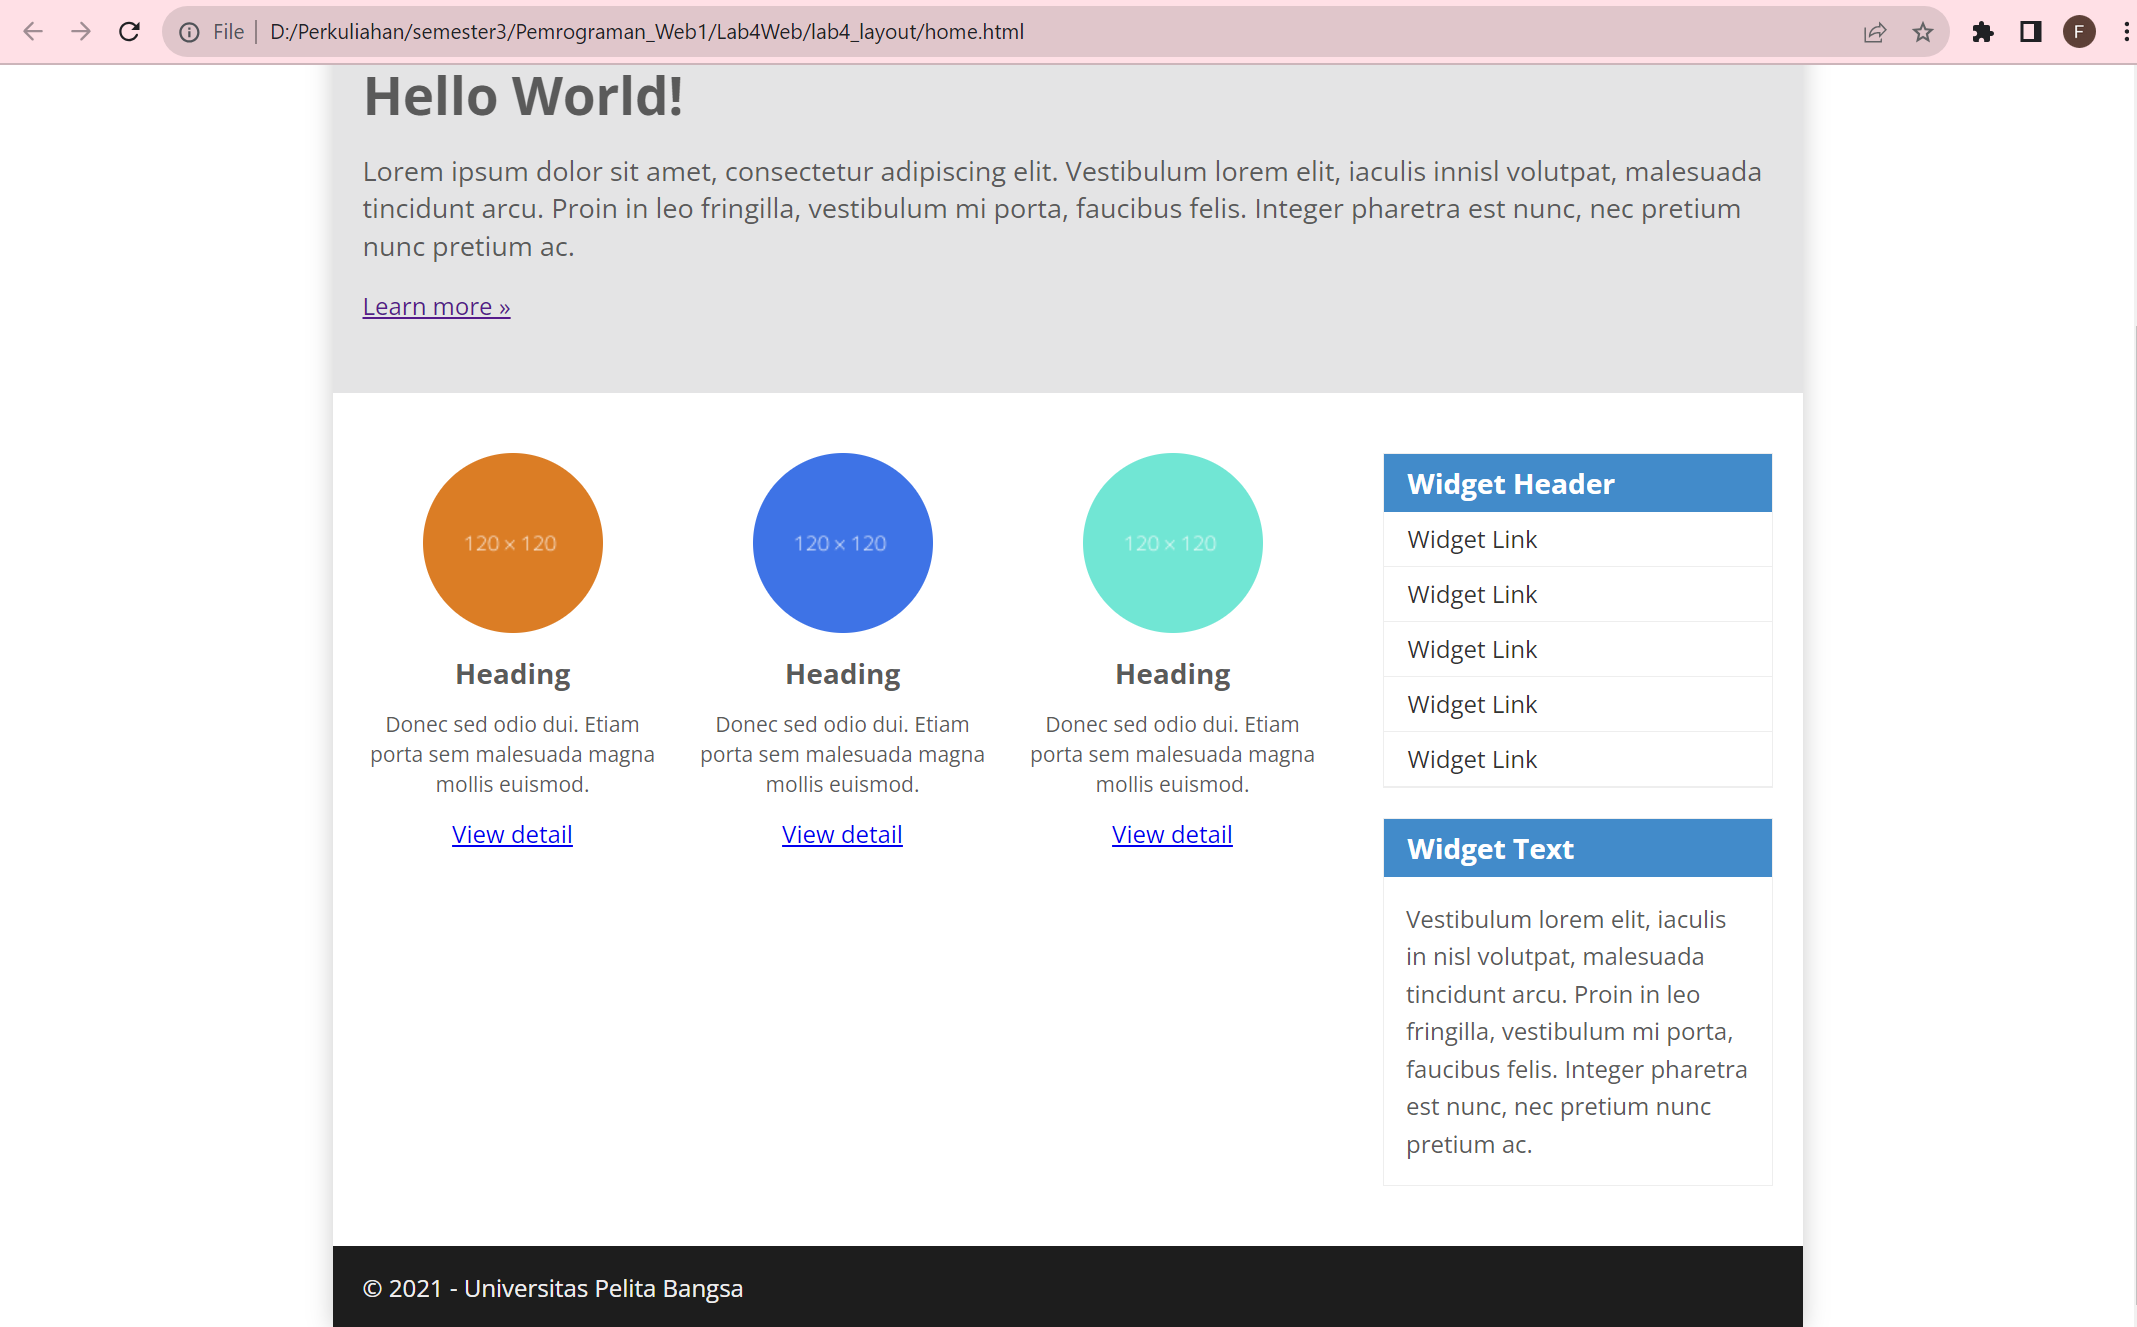 File
D:/Perkuliahan/semester3/Pemrograman_Web1/Lab4Web/lab4_layout/home.html
F
Hello World!
Lorem ipsum dolor sit amet, consectetur adipiscing elit. Vestibulum lorem elit, iaculis innisl volutpat, malesuada
tincidunt arcu. Proin in leo fringilla, vestibulum mi porta, faucibus felis. Integer pharetra est nunc, nec pretium
nunc pretium ac.
Learn more »
120 × 120
Heading
Donec sed odio dui. Etiam
porta sem malesuada magna
mollis euismod.
View detail
120 × 120
Heading
Donec sed odio dui. Etiam
porta sem malesuada magna
mollis euismod.
View detail
120 × 120
Heading
Donec sed odio dui. Etiam
porta sem malesuada magna
mollis euismod.
View detail
Widget Header
Widget Link
Widget Link
Widget Link
Widget Link
Widget Link
Widget Text
Vestibulum lorem elit, iaculis
in nisl volutpat, malesuada
tincidunt arcu. Proin in leo
fringilla, vestibulum mi porta,
faucibus felis. Integer pharetra
est nunc, nec pretium nunc
pretium ac.
© 2021 - Universitas Pelita Bangsa